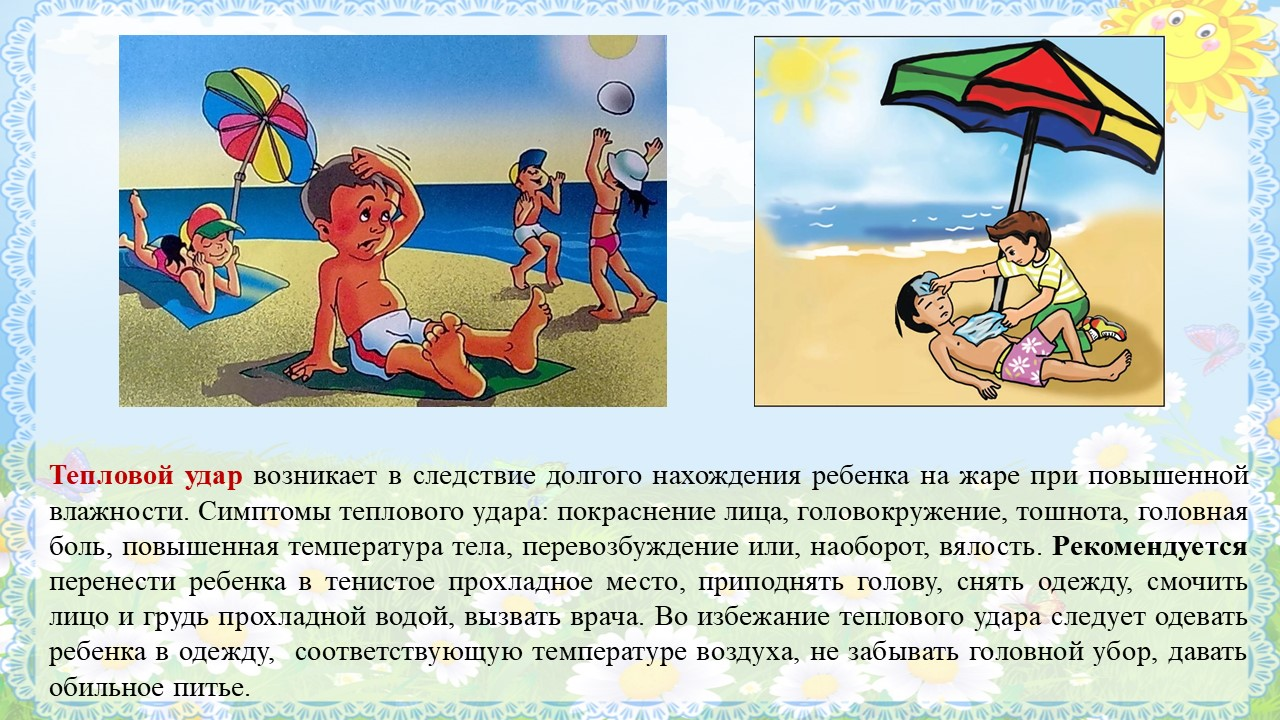 Тепловой удар возникает в следствие долгого нахождения ребенка на жаре при повышенной
влажности. Симптомы теплового удара: покраснение лица, головокружение, тошнота, головная
боль, повышенная температура тела, перевозбуждение или, наоборот, вялость. Рекомендуется
перенести ребенка в тенистое прохладное место, приподнять голову, снять одежду, смочить
лицо и грудь прохладной водой, вызвать врача. Во избежание теплового удара следует одевать
ребенка в одежду,  соответствующую температуре воздуха, не забывать головной убор, давать
обильное питье.